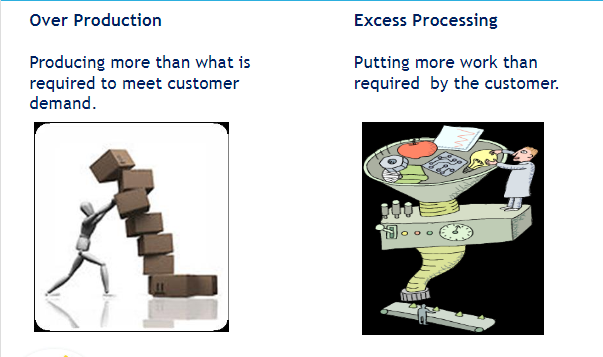 Over Production
Producing more than what is
required to meet customer
demand.
Excess Processing
Putting more work than
required  by the customer.